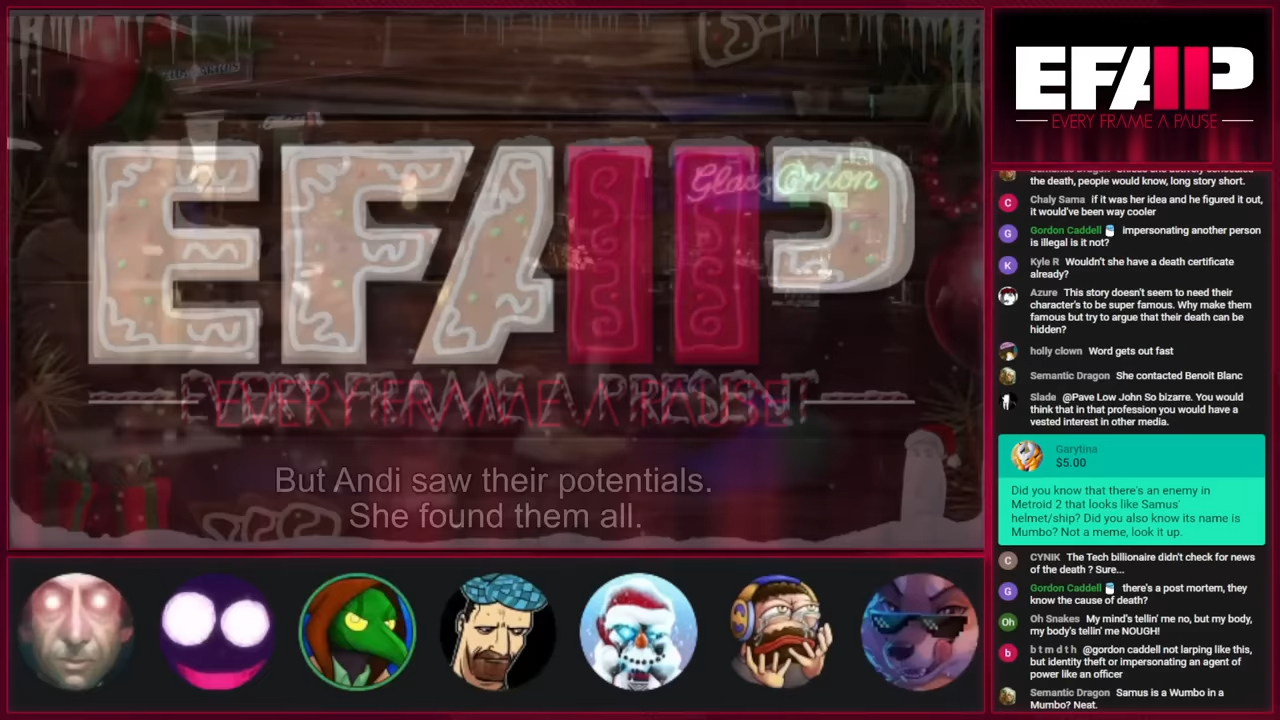 EFAP
EVERY FRAME A PAUSE!
Glass Onion
But Andi saw their potentials.
She found them all.
EFAP
EVERY FRAME A PAUSE
the death, people would know, long story short.
Chaly Sama if it was her idea and he figured it out,
it would've been way cooler
Gordon Caddell impersonating another person
is illegal is it not?
Kyle R Wouldn't she have a death certificate
already?
Azure This story doesn't seem to need their
character's to be super famous. Why make them
famous but try to argue that their death can be
hidden?
holly clown Word gets out fast
Semantic Dragon She contacted Benoit Blanc
Slade @Pave Low John So bizarre. You would
think that in that profession you would have a
vested interest in other media.
Garytina
$5.00
Did you know that there's an enemy in
Metroid 2 that looks like Samus'
helmet/ship? Did you also know its name is
Mumbo? Not a meme, look it up.
CYNIK The Tech billionaire didn't check for news
of the death ? Sure...
Gordon Caddell there's a post mortem, they
know the cause of death?
Oh Snakes My mind's tellin' me no, but my body,
my body's tellin' me NOUGH!
b t m d t h @gordon caddell not larping like this,
but identity theft or impersonating an agent of
power like an officer
Semantic Dragon Samus is a Wumbo in a
Mumbo? Neat.